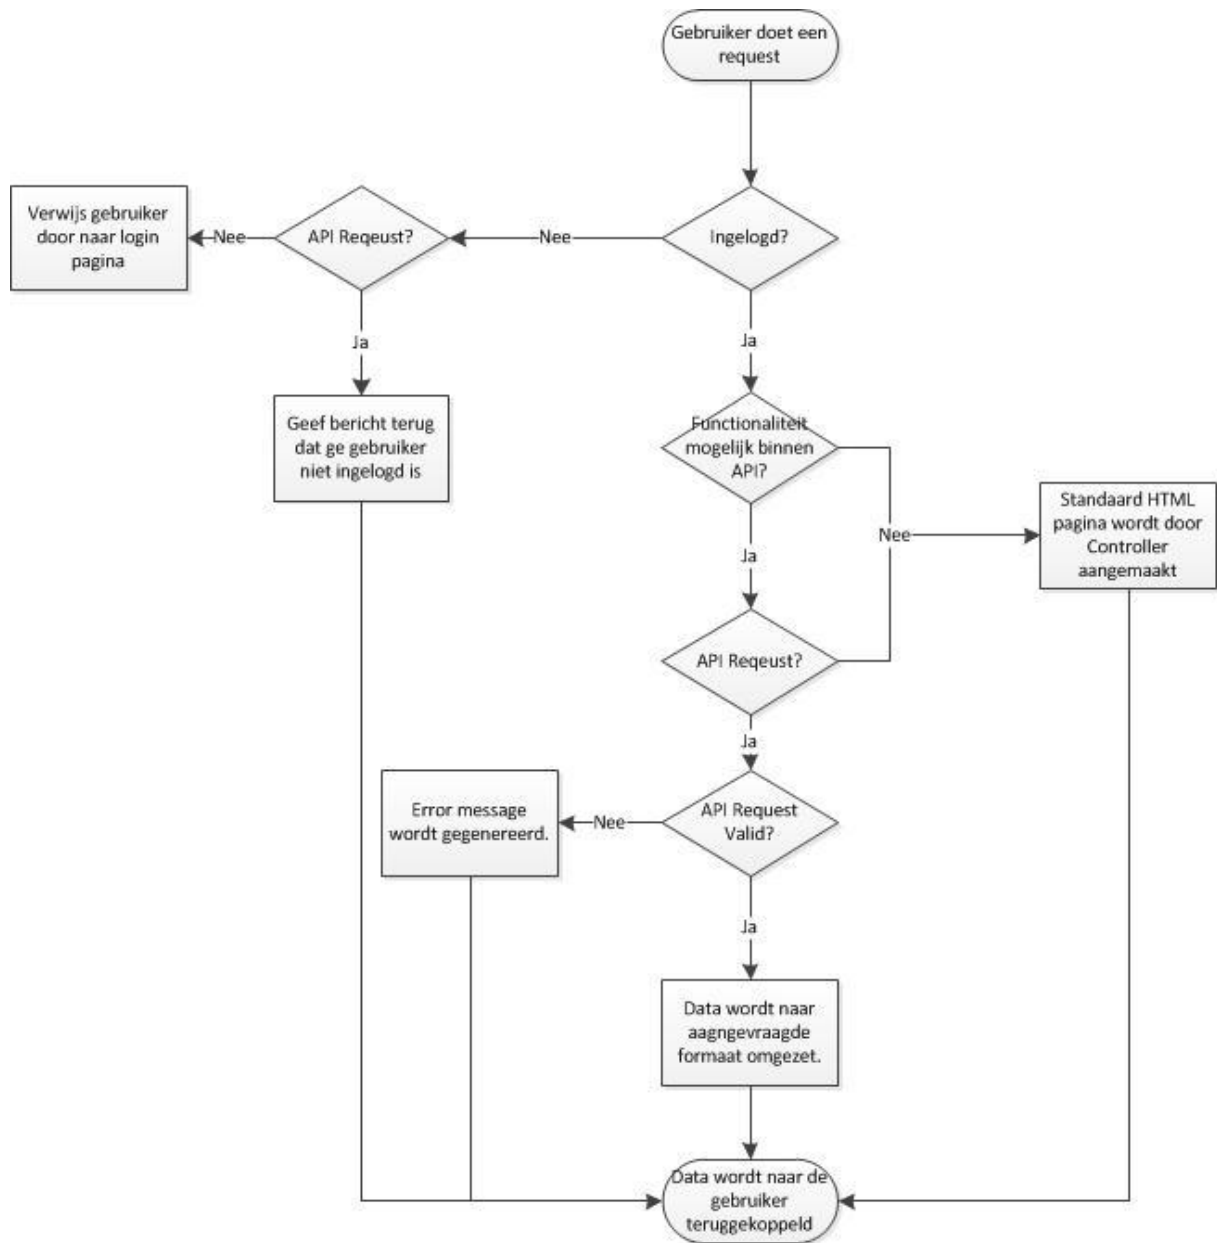 Gebruiker doet een
request
Verwijs gebruiker
door naar login
pagina
Nee
API Reqeust?
Nee
Ingelogd?
Ja
Ja
Geef bericht terug
dat ge gebruiker
niet ingelogd is
Functionaliteit
mogelijk binnen
API?
Nee
Standaard HTML
pagina wordt door
Controller
aangemaakt
Ja
API Reqeust?
Ja
Error message
wordt gegenereerd.
Nee
API Request
Valid?
Ja
Data wordt naar
aagngevraagde
formaat omgezet.
Data wordt naar de
gebruiker
teruggekoppeld